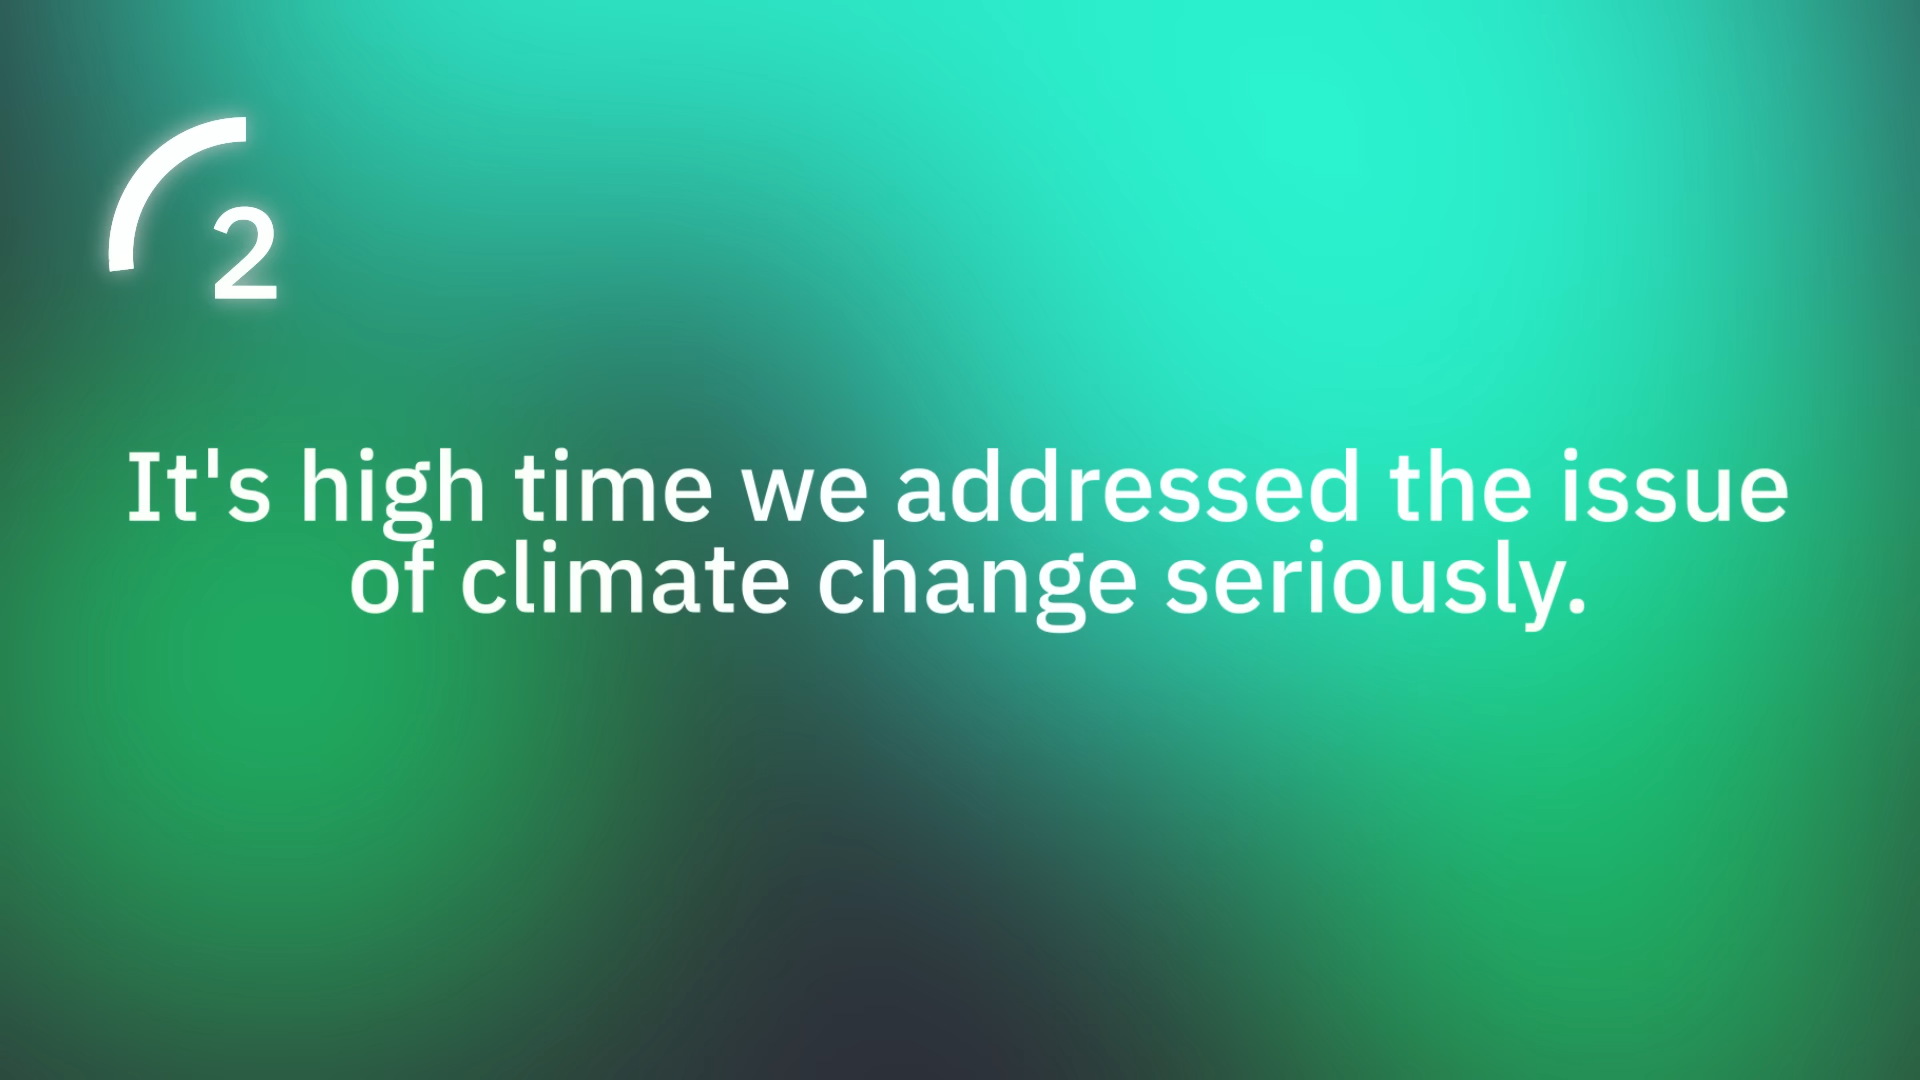 2
It's high time we addressed the issue
of climate change seriously.